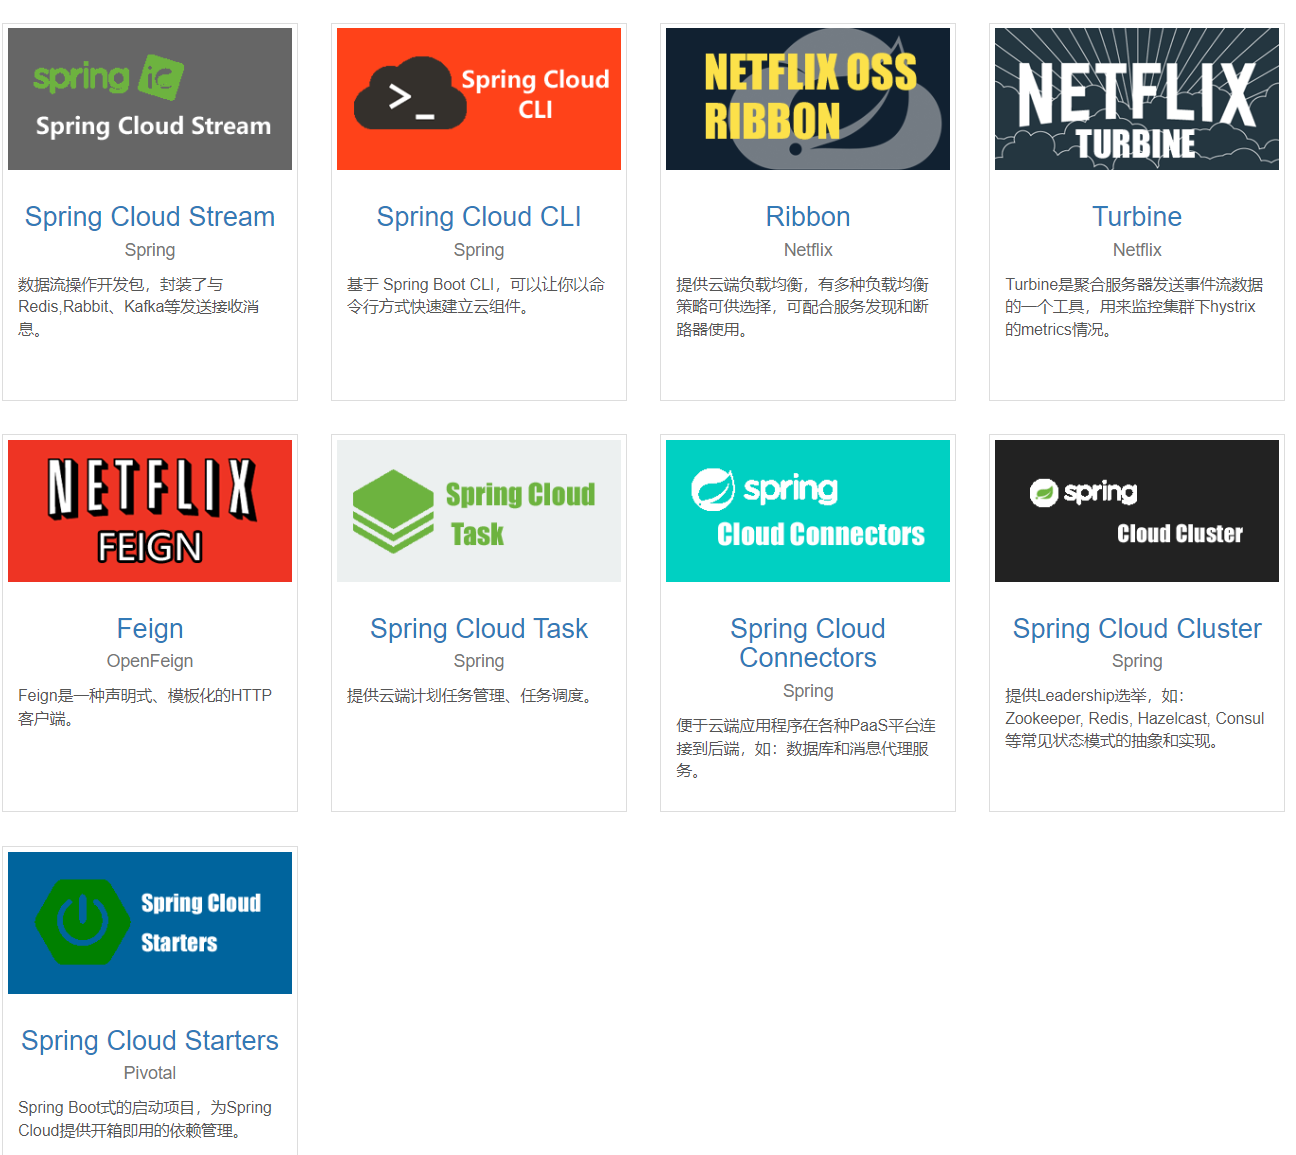 spring io
Spring Cloud Stream
Spring Cloud Stream
Spring
数据流操作开发包，封装了与
Redis,Rabbit、Kafka等发送接收消
息。
>_
Spring Cloud
CLI
Spring Cloud CLI
Spring
基于 Spring Boot CLI，可以让你以命
令行方式快速建立云组件。
NETFLIX OSS
RIBBON
Ribbon
Netflix
提供云端负载均衡，有多种负载均衡
策略可供选择，可配合服务发现和断
路器使用。
NETFLIX
TURBINE
Turbine
Netflix
Turbine是聚合服务器发送事件流数据
的一个工具，用来监控集群下hystrix
的metrics情况。
NETFLIX
FEIGN
Feign
OpenFeign
Feign是一种声明式、模板化的HTTP
客户端。
Spring Cloud
Task
Spring Cloud Task
Spring
提供云端计划任务管理、任务调度。
spring
Cloud Connectors
Spring Cloud
Connectors
Spring
便于云端应用程序在各种PaaS平台连
接到后端，如：数据库和消息代理服
务。
spring
Cloud Cluster
Spring Cloud Cluster
Spring
提供Leadership选举，如：
Zookeeper, Redis, Hazelcast, Consul
等常见状态模式的抽象和实现。
Spring Cloud
Starters
Spring Cloud Starters
Pivotal
Spring Boot式的启动项目，为Spring
Cloud提供开箱即用的依赖管理。